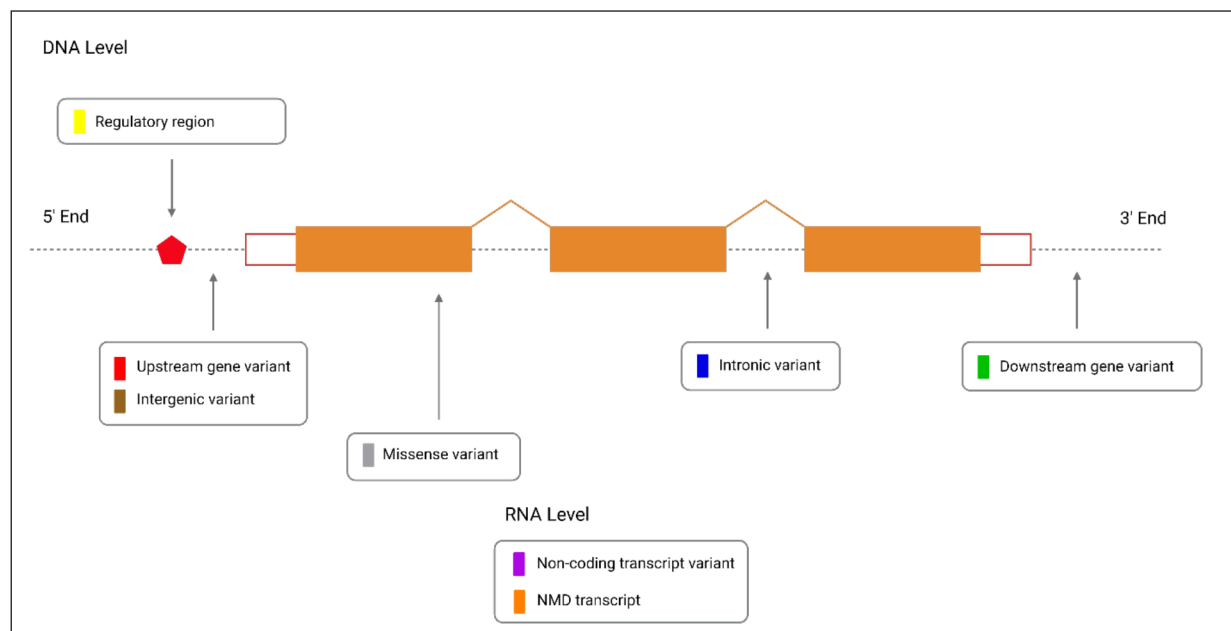 DNA Level
Regulatory region
5' End
3' End
Upstream gene variant
Intergenic variant
Intronic variant
Downstream gene variant
Missense variant
RNA Level
Non-coding transcript variant
NMD transcript